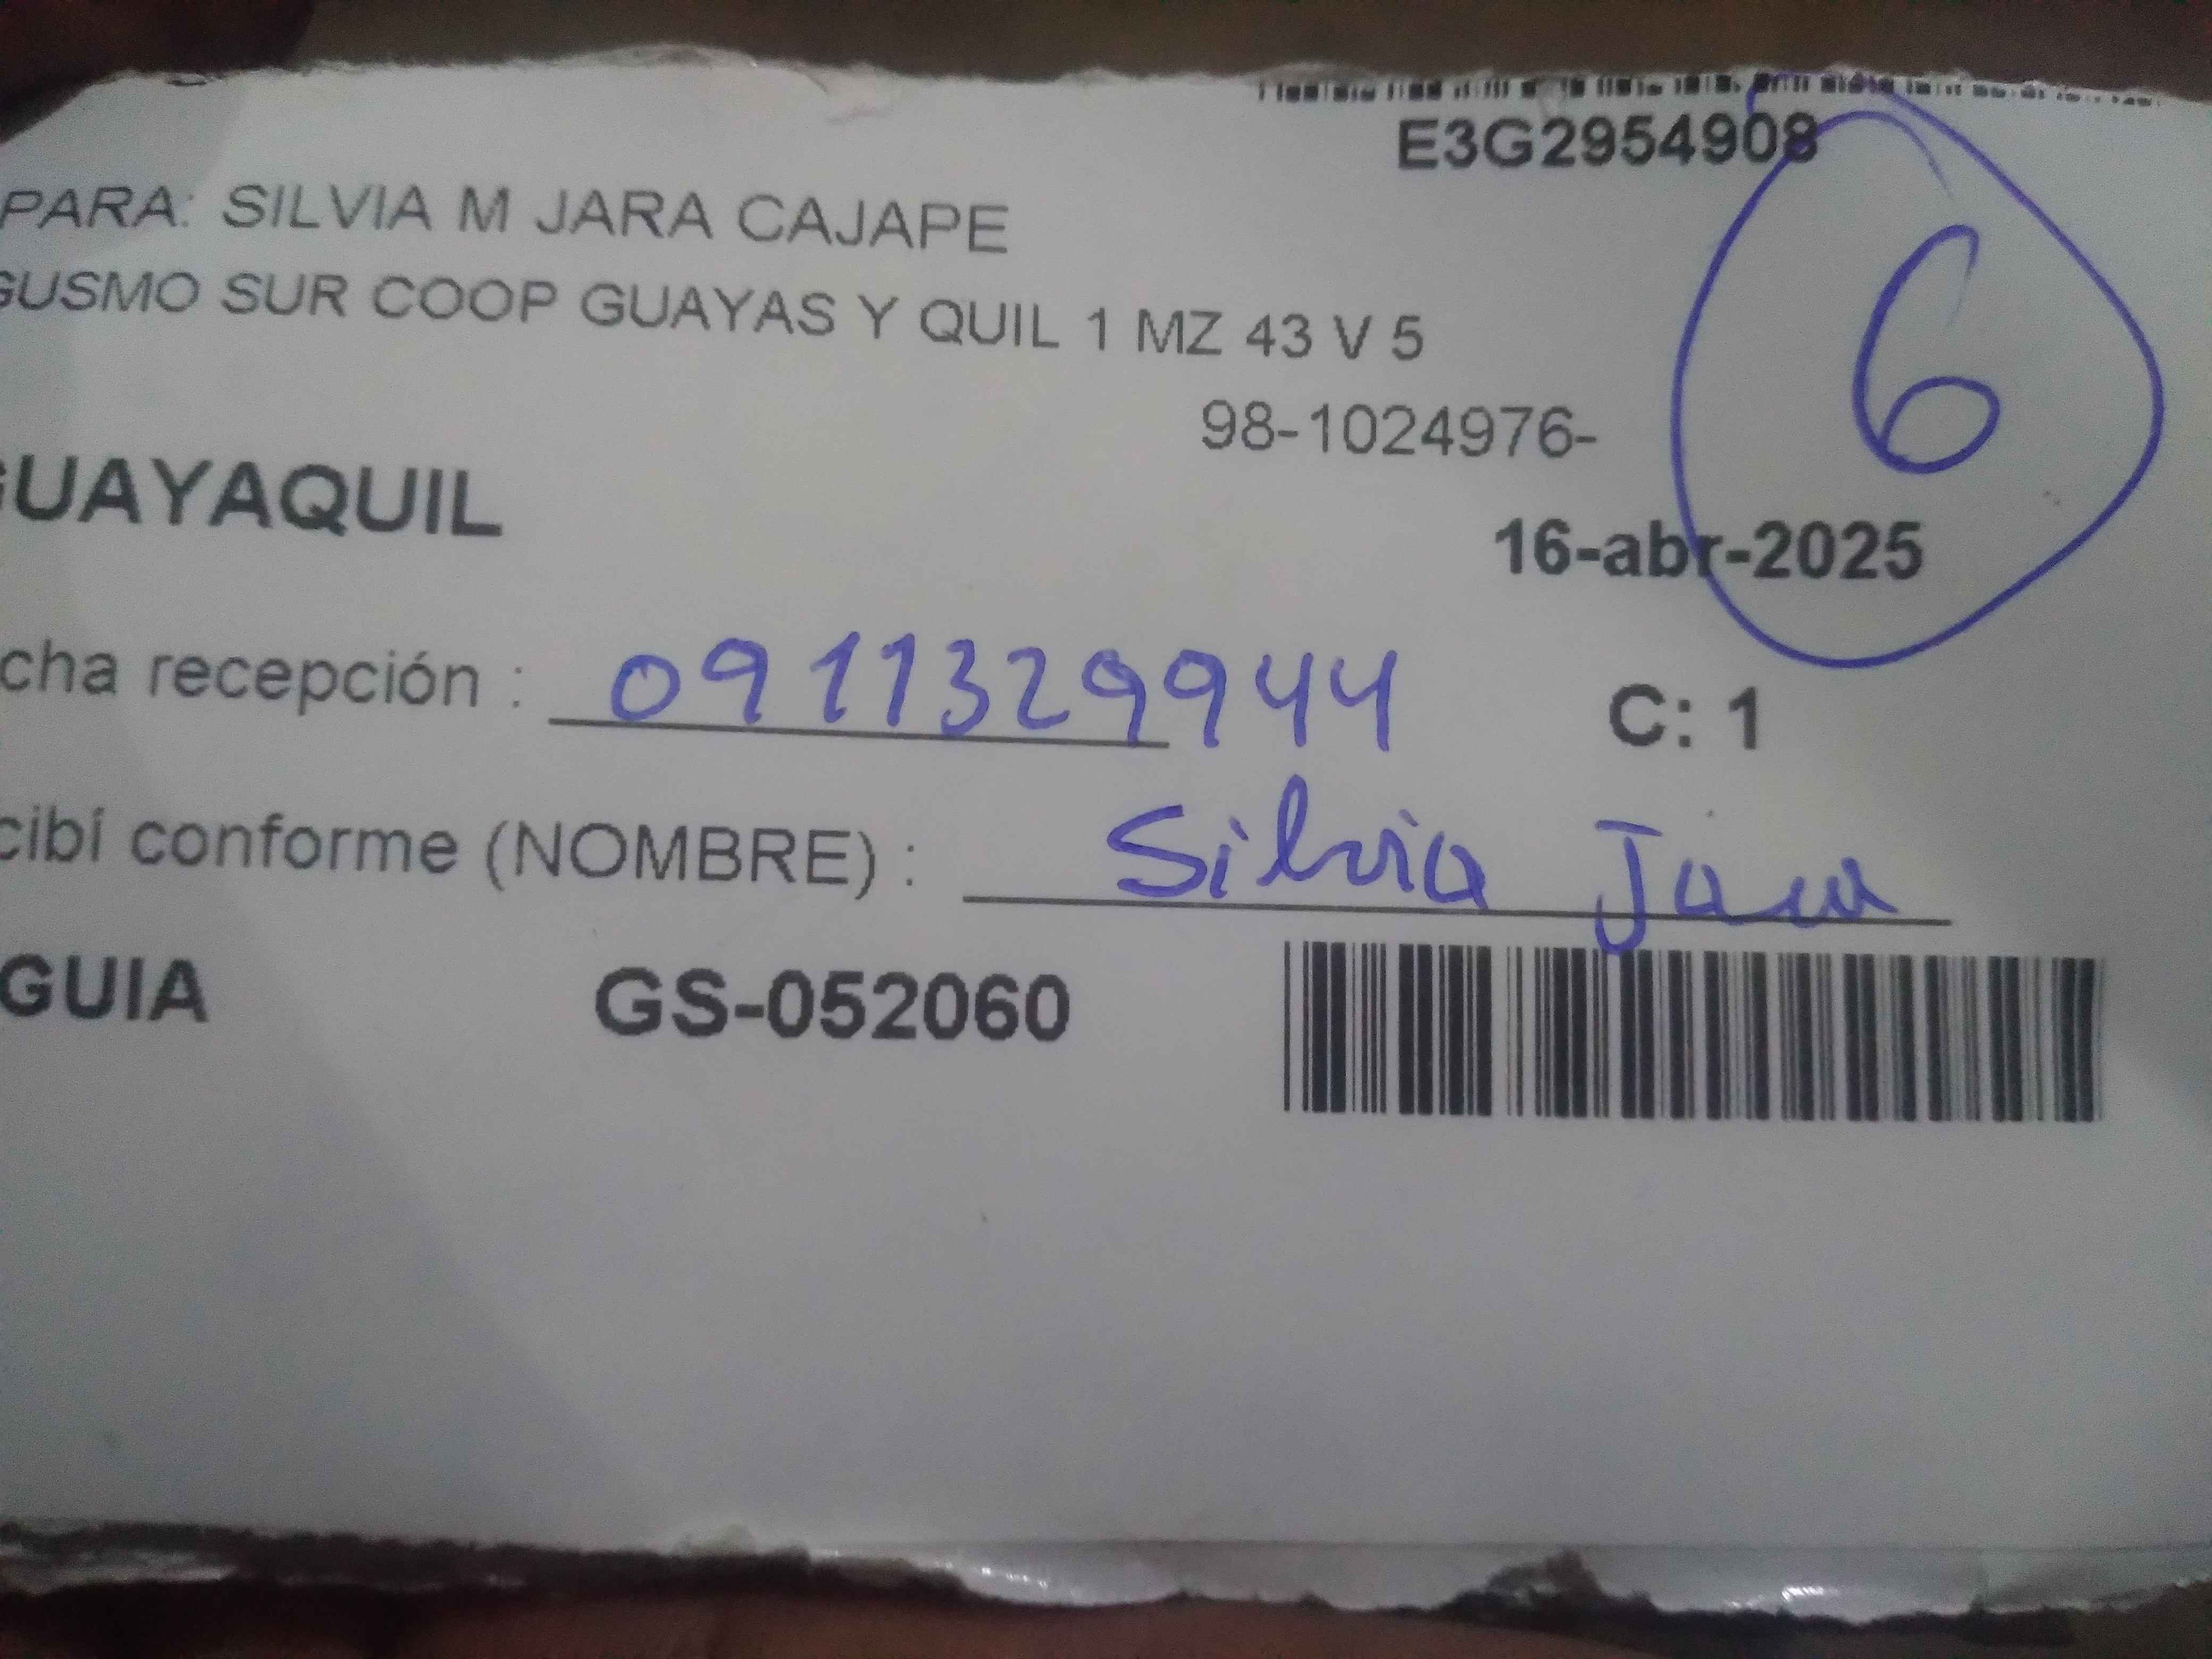 E3G2954908
PARA: SILVIA M JARA CAJAPE
GUSMO SUR COOP GUAYAS Y QUIL 1 MZ 43 V 5
6
98-1024976-
GUAYAQUIL
16-abr-2025
cha recepción : 0911329944 C: 1
cibí conforme (NOMBRE) : Silvia Jara
GUIA GS-052060